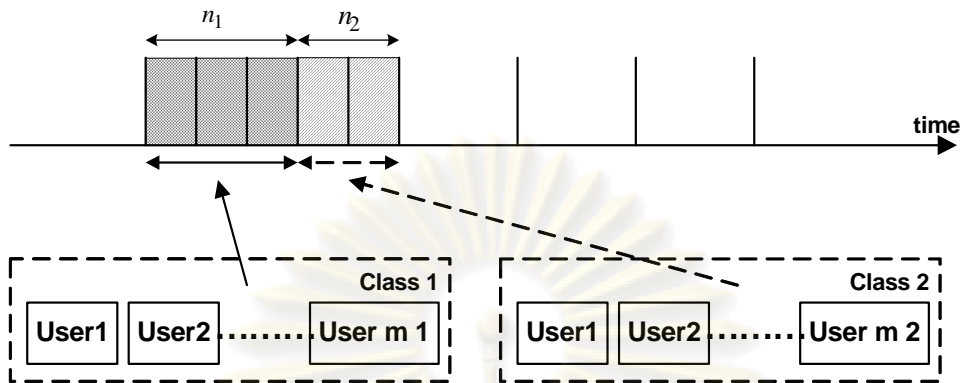 n₁ n₂
time
Class 1
User1 User2 ......... User m 1
Class 2
User1 User2 ......... User m 2